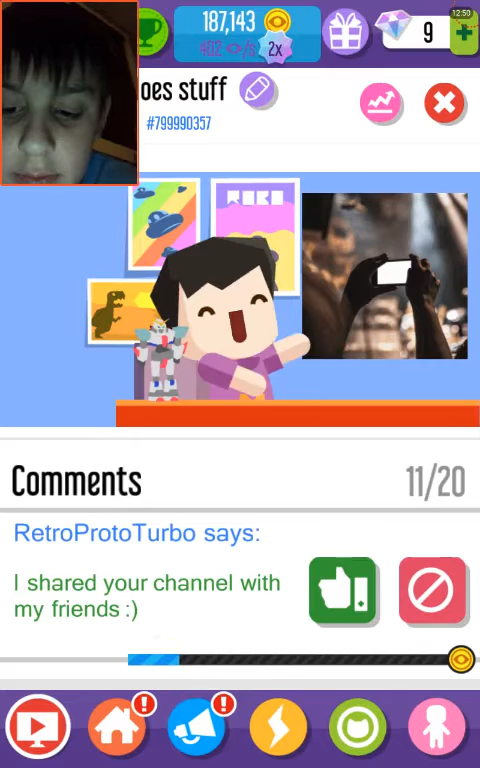 12:50
187,143
402 /s 2x
9
oes stuff
#799990357
Comments 11/20
RetroProtoTurbo says:
I shared your channel with
my friends :)